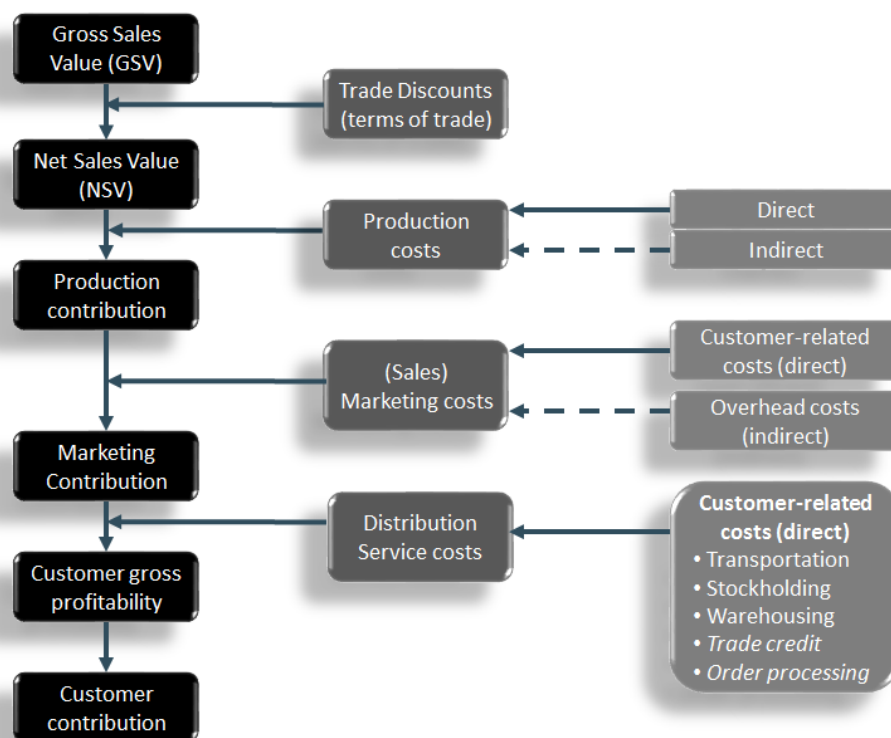 Gross Sales
Value (GSV)
Trade Discounts
(terms of trade)
Net Sales Value
(NSV)
Production
costs
Direct
Indirect
Production
contribution
(Sales)
Marketing costs
Customer-related
costs (direct)
Overhead costs
(indirect)
Marketing
Contribution
Distribution
Service costs
Customer-related
costs (direct)
• Transportation
• Stockholding
• Warehousing
• Trade credit
• Order processing
Customer gross
profitability
Customer
contribution